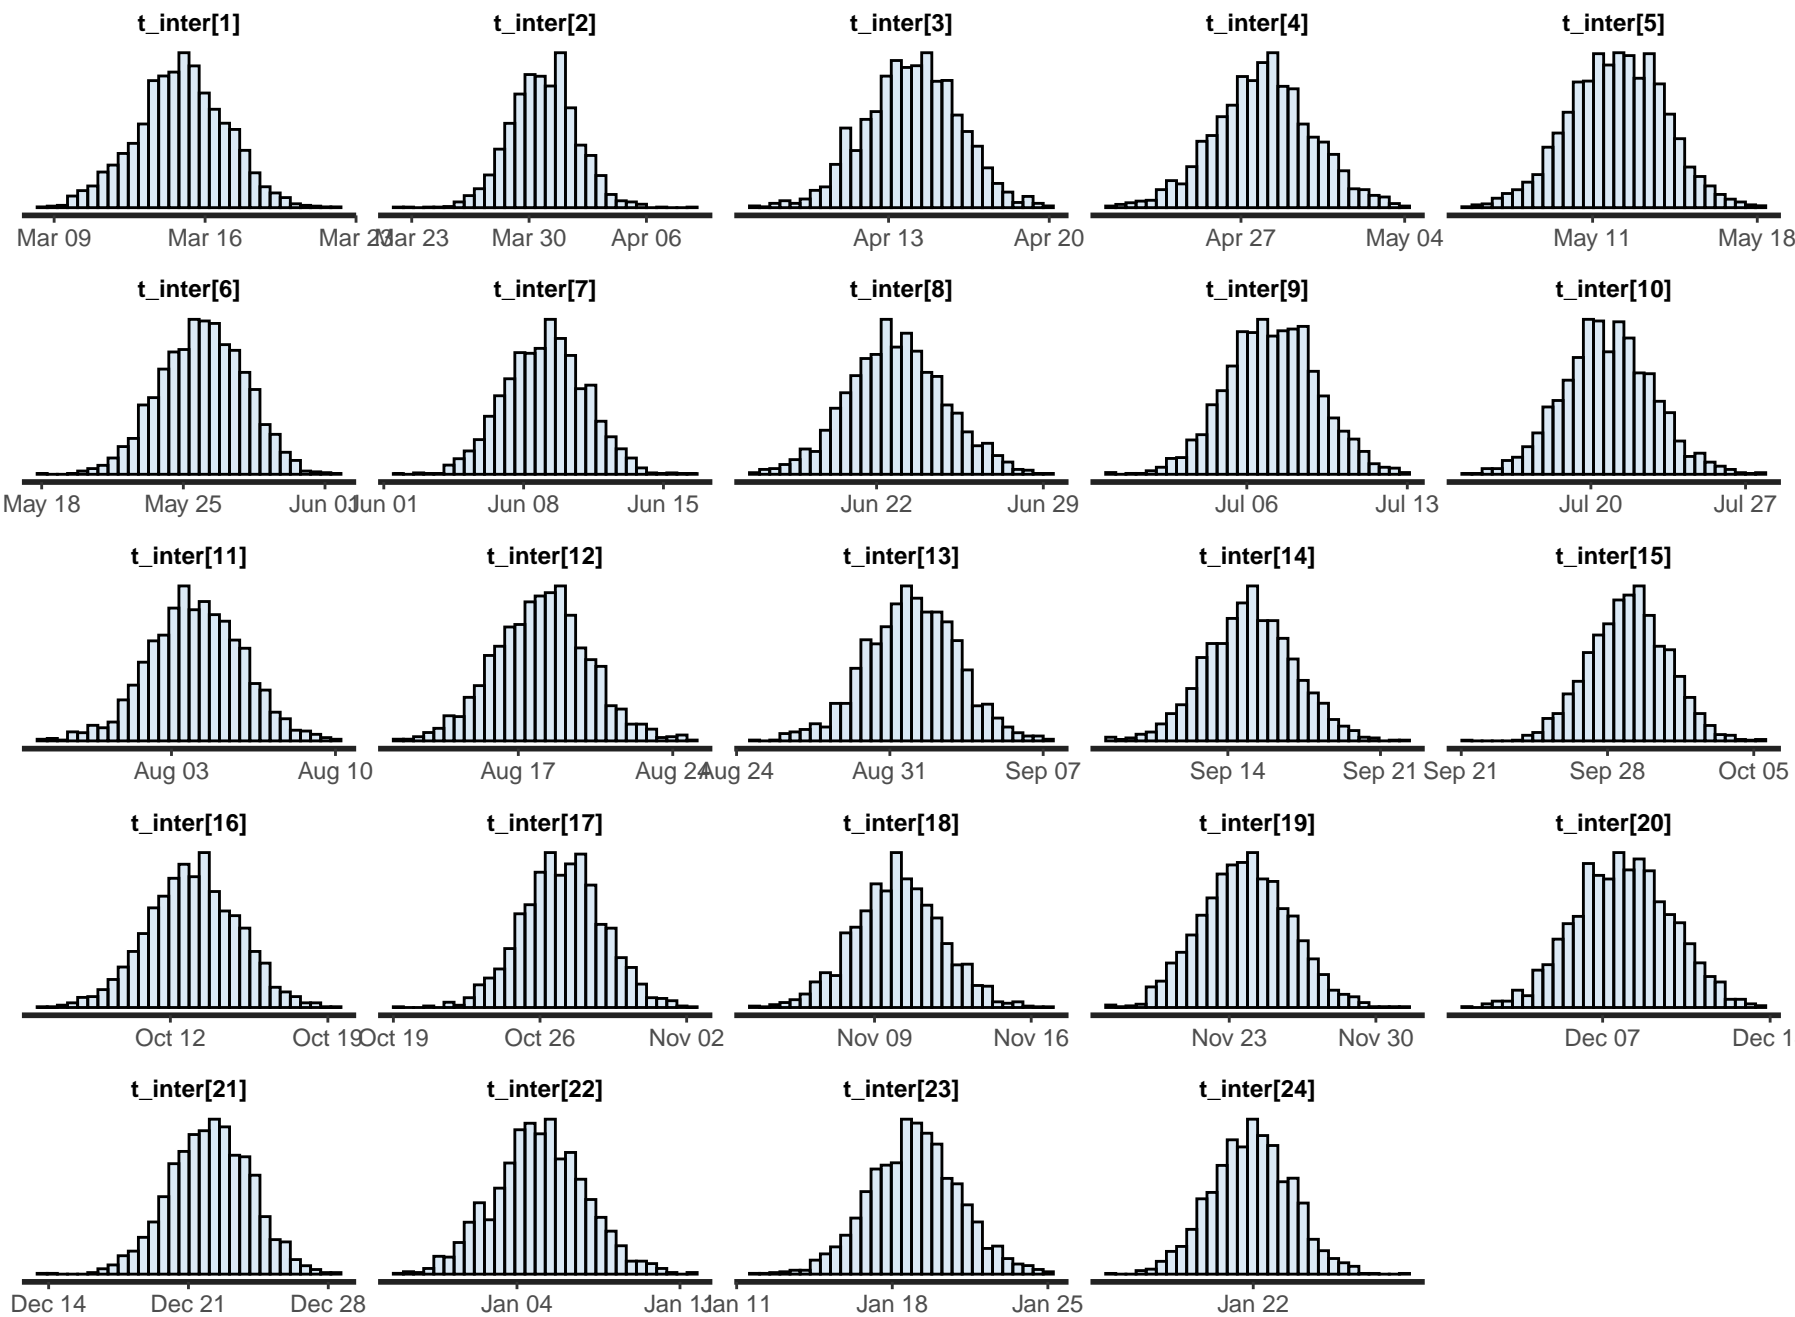 t_inter[1] t_inter[2] t_inter[3] t_inter[4] t_inter[5]
Mar 09 Mar 16 Mar 23 Mar 23 Mar 30 Apr 06 Apr 13 Apr 20 Apr 27 May 04 May 11 May 18
t_inter[6] t_inter[7] t_inter[8] t_inter[9] t_inter[10]
May 18 May 25 Jun 01 Jun 01 Jun 08 Jun 15 Jun 22 Jun 29 Jul 06 Jul 13 Jul 20 Jul 27
t_inter[11] t_inter[12] t_inter[13] t_inter[14] t_inter[15]
Aug 03 Aug 10 Aug 17 Aug 24 Aug 24 Aug 31 Sep 07 Sep 14 Sep 21 Sep 21 Sep 28 Oct 05
t_inter[16] t_inter[17] t_inter[18] t_inter[19] t_inter[20]
Oct 12 Oct 19 Oct 19 Oct 26 Nov 02 Nov 09 Nov 16 Nov 23 Nov 30 Dec 07 Dec 1
t_inter[21] t_inter[22] t_inter[23] t_inter[24]
Dec 14 Dec 21 Dec 28 Jan 04 Jan 11 Jan 11 Jan 18 Jan 25 Jan 22